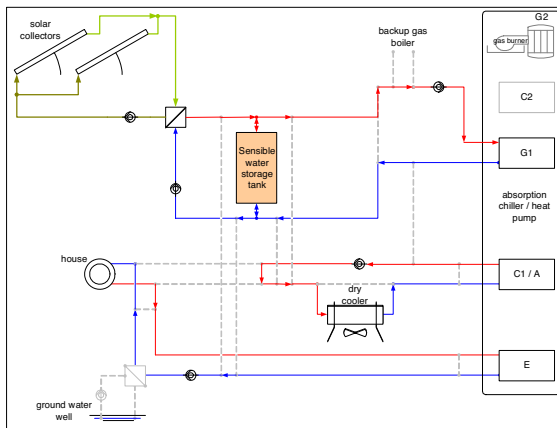 solar
collectors
backup gas
boiler
G2
gas burner
C2
G1
Sensible
water
storage
tank
absorption
chiller / heat
pump
house
C1 / A
dry
cooler
E
ground water
well